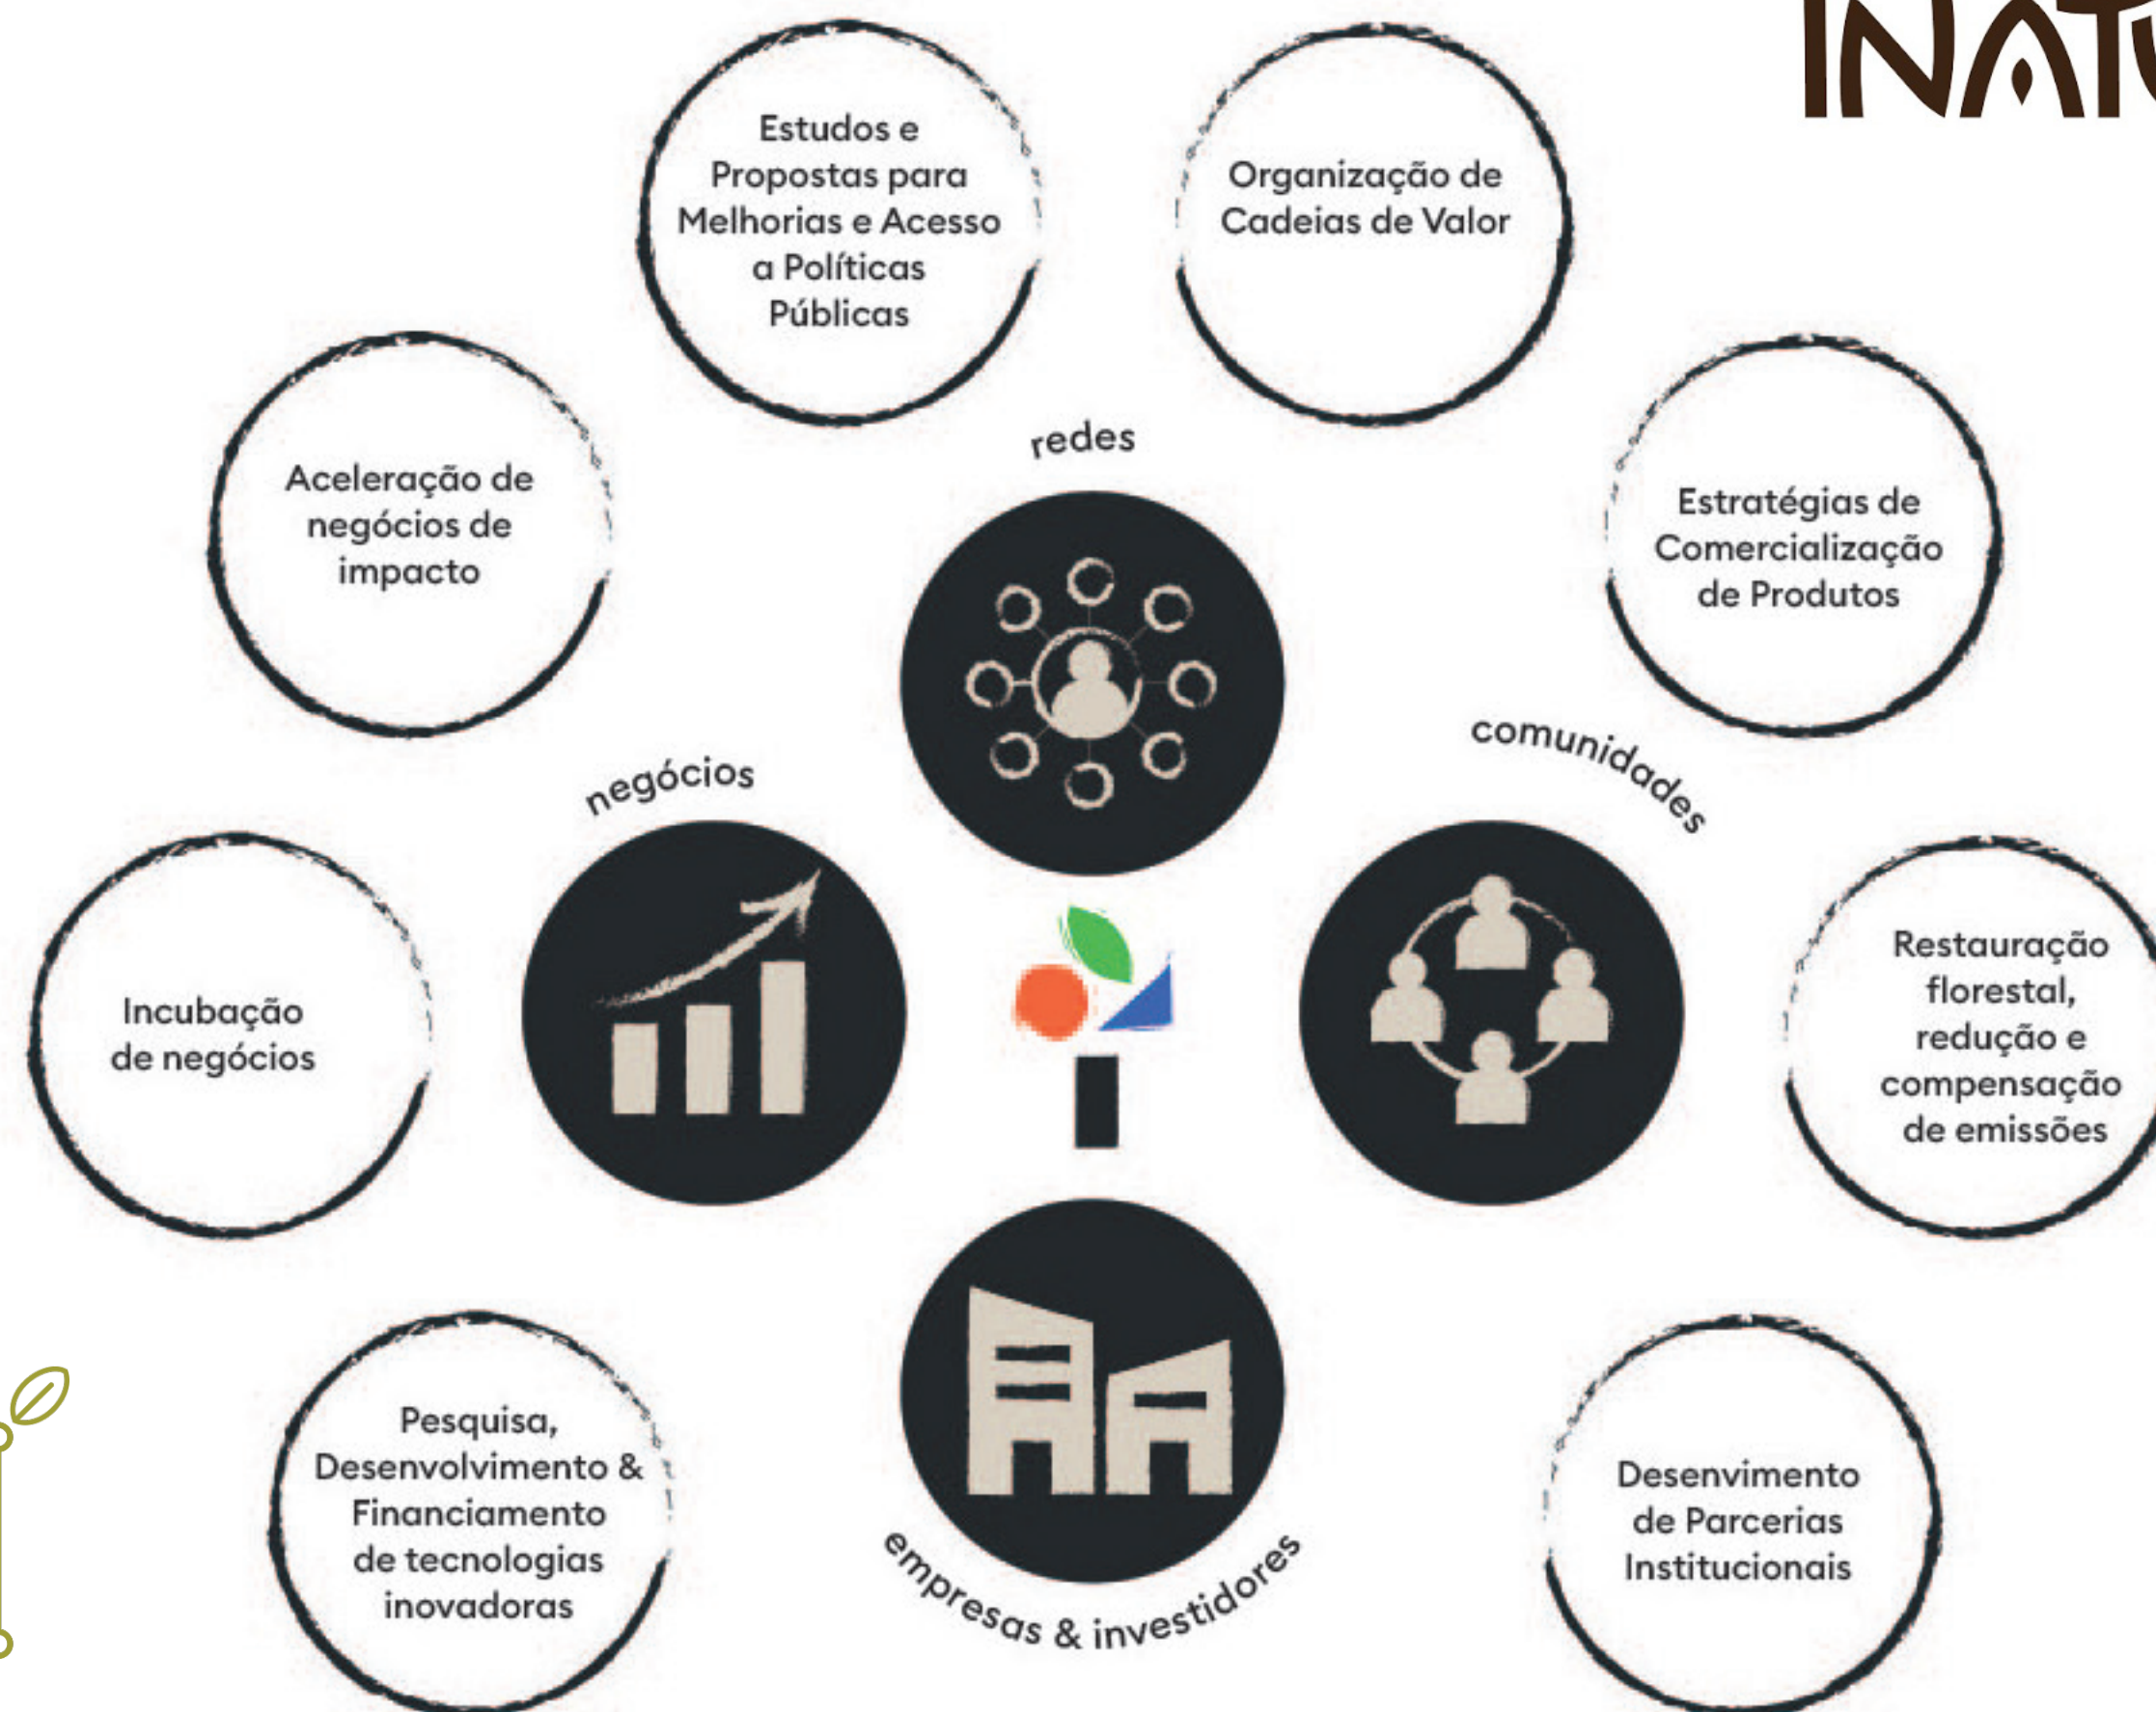 Estudos e
Propostas para
Melhorias e Acesso
a Políticas
Públicas
Organização de
Cadeias de Valor
Aceleração de
negócios de
impacto
redes
Estratégias de
Comercialização
de Produtos
negócios
comunidades
Incubação
de negócios
Restauração
florestal,
redução e
compensação
de emissões
Pesquisa,
Desenvolvimento &
Financiamento
de tecnologias
inovadoras
empresas & investidores
Desenvimento
de Parcerias
Institucionais